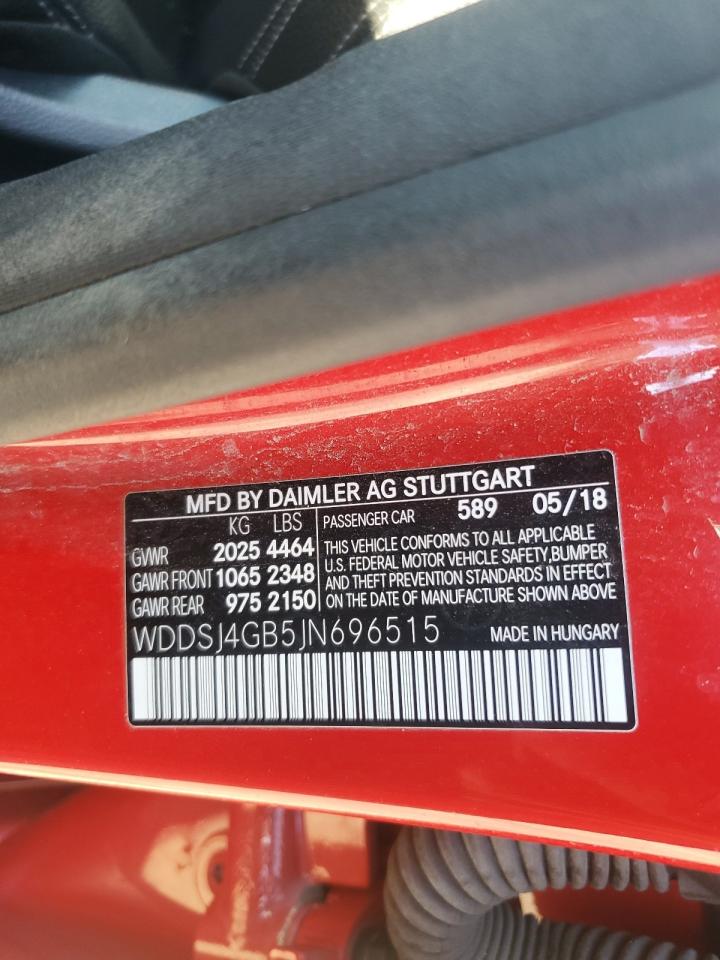 MFD BY DAIMLER AG STUTTGART
KG LBS
GVWR 2025 4464
GAWR FRONT 1065 2348
GAWR REAR 975 2150
PASSENGER CAR 589 05/18
THIS VEHICLE CONFORMS TO ALL APPLICABLE
U.S. FEDERAL MOTOR VEHICLE SAFETY,BUMPER
AND THEFT PREVENTION STANDARDS IN EFFECT
ON THE DATE OF MANUFACTURE SHOWN ABOVE
WDDSJ4GB5JN696515 MADE IN HUNGARY